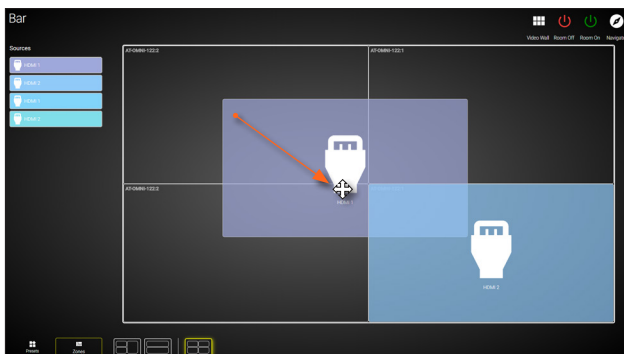 Bar
Video Wall Room Off Room On Navigate
Sources
HDMI 1
HDMI 2
HDMI 1
HDMI 2
AT-OMNI-122:2
AT-OMNI-122:1
AT-OMNI-122:2
HDMI 1
HDMI 2
Presets
Zones